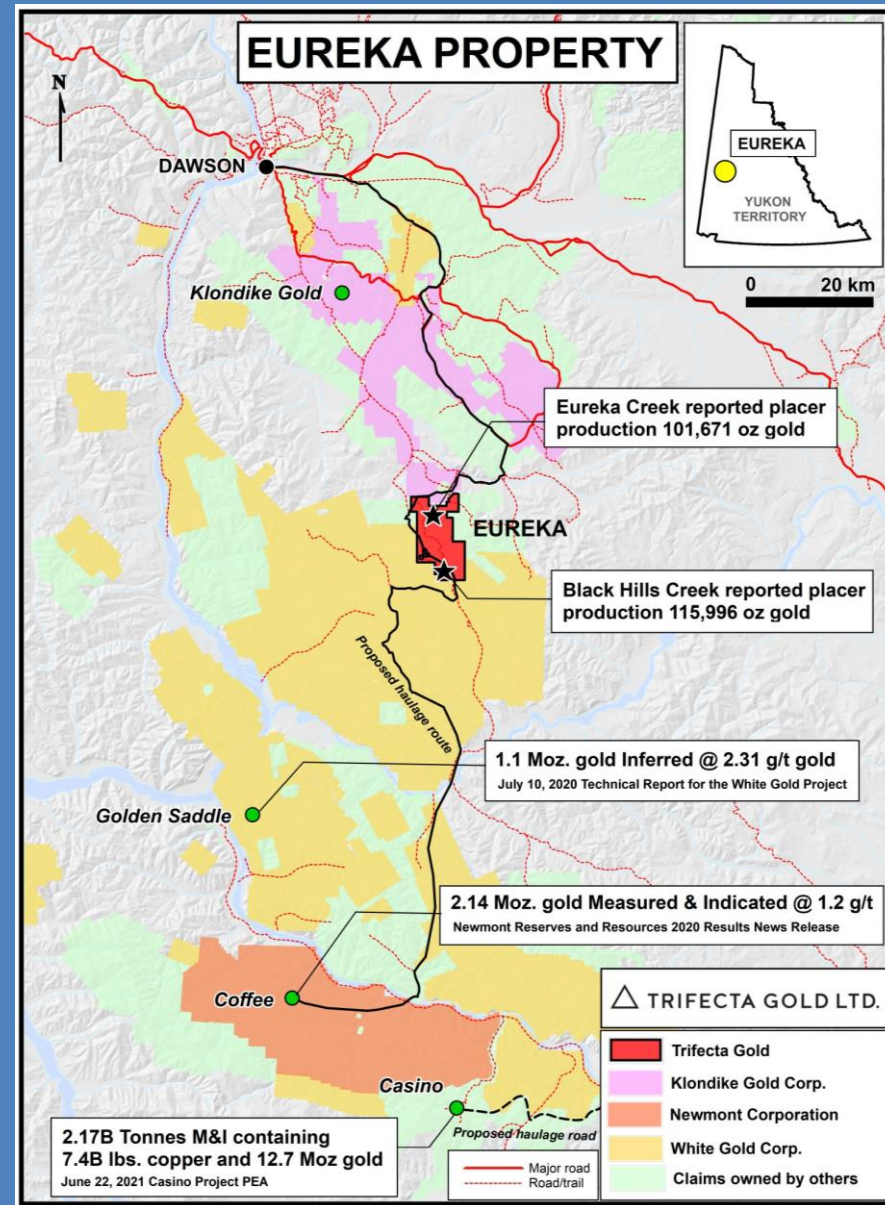 EUREKA PROPERTY
N
DAWSON
EUREKA
YUKON
TERRITORY
0 20 km
Klondike Gold
Eureka Creek reported placer
production 101,671 oz gold
EUREKA
Black Hills Creek reported placer
production 115,996 oz gold
Proposed haulage route
1.1 Moz. gold Inferred @ 2.31 g/t gold
July 10, 2020 Technical Report for the White Gold Project
Golden Saddle
2.14 Moz. gold Measured & Indicated @ 1.2 g/t
Newmont Reserves and Resources 2020 Results News Release
Coffee
Casino
2.17B Tonnes M&I containing
7.4B lbs. copper and 12.7 Moz gold
June 22, 2021 Casino Project PEA
Proposed haulage road
Major road
Road/trail
TRIFECTA GOLD LTD.
Trifecta Gold
Klondike Gold Corp.
Newmont Corporation
White Gold Corp.
Claims owned by others